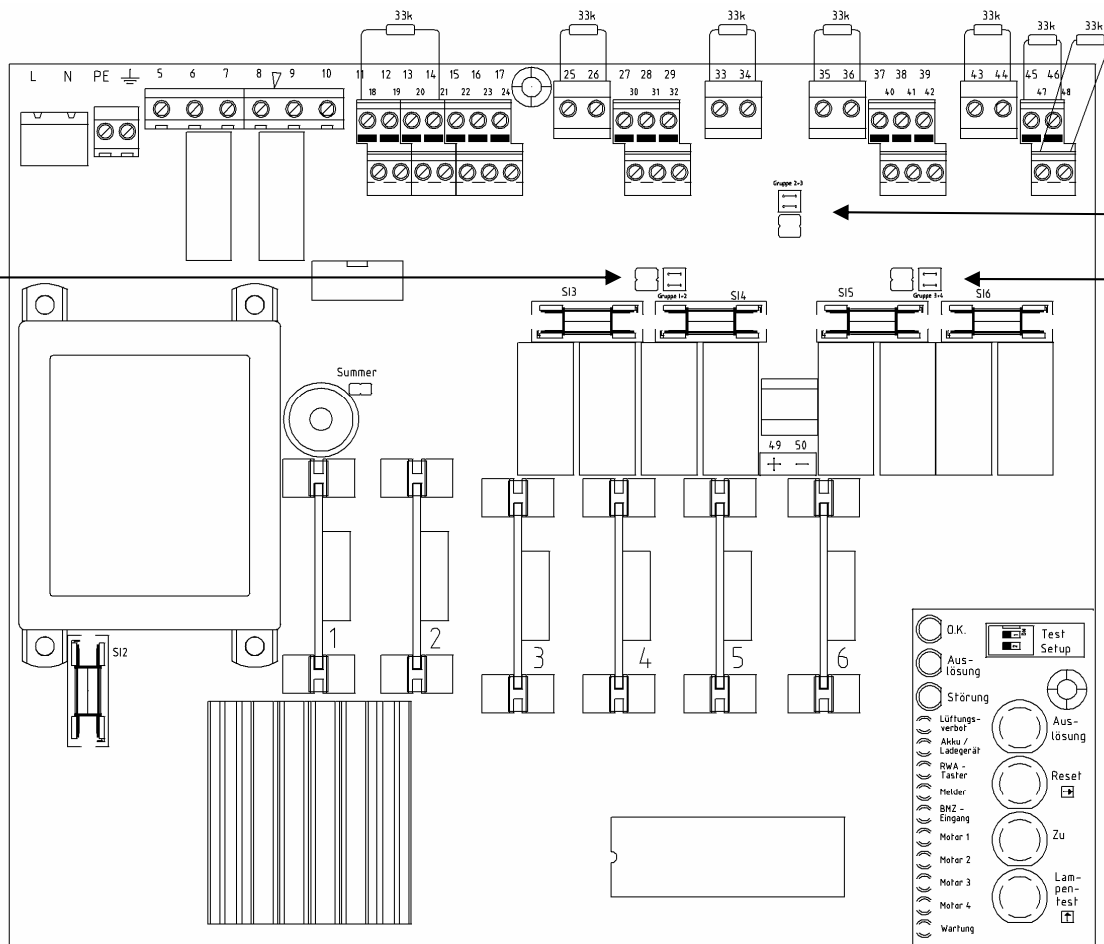 33k 33k 33k 33k 33k 33k 33k
L N PE 5 6 7 8 9 10 11 12 13 14 15 16 17 25 26 27 28 29 33 34 35 36 37 38 39 43 44 45 46
18 19 20 21 22 23 24 30 31 32 40 41 42 47 48
Gruppe 2+3
Gruppe 1+2
Gruppe 3+4
SI3 SI4 SI5 SI6
Summer
49 50
+ −
1 2 3 4 5 6
SI2
O.K.
Test
Setup
Aus-
lösung
Störung
Lüftungs-
verbot
Akku /
Ladegerät
RWA -
Taster
Melder
BMZ -
Eingang
Motor 1
Motor 2
Motor 3
Motor 4
Wartung
Aus-
lösung
Reset
Zu
Lam-
pen-
test